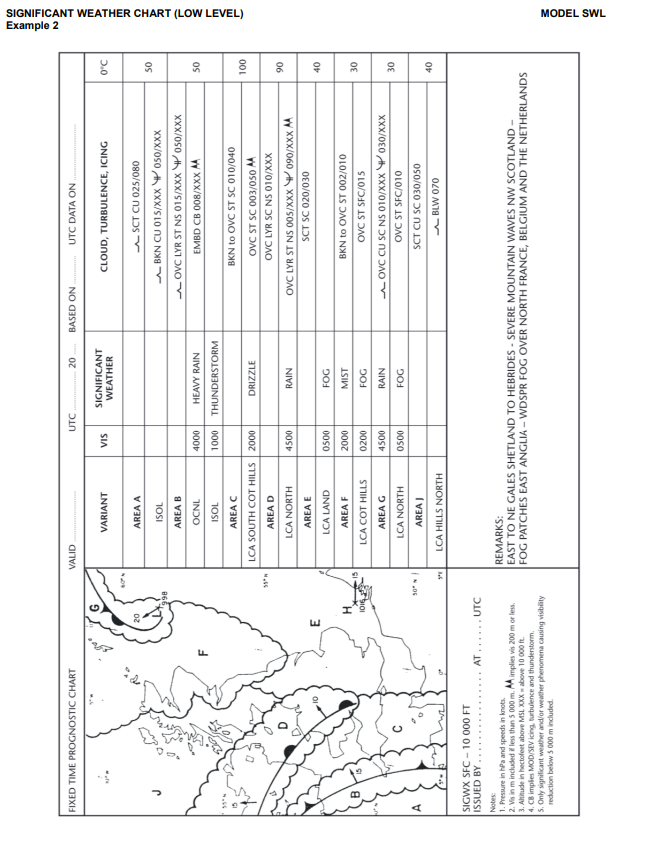 SIGNIFICANT WEATHER CHART (LOW LEVEL) MODEL SWL
Example 2
FIXED TIME PROGNOSTIC CHART VALID .................. UTC ............ 20 ..... BASED ON ............ UTC DATA ON ..................
VARIANT VIS SIGNIFICANT WEATHER CLOUD, TURBULENCE, ICING 0°C
AREA A SCT CU 025/080 50
ISOL BKN CU 015/XXX 050/XXX
AREA B OVC LYR ST NS 015/XXX 050/XXX 50
OCNL 4000 HEAVY RAIN EMBD CB 008/XXX
ISOL 1000 THUNDERSTORM
AREA C BKN to OVC ST SC 010/040 100
LCA SOUTH COT HILLS 2000 DRIZZLE OVC ST SC 003/050
AREA D OVC LYR SC NS 010/XXX 90
LCA NORTH 4500 RAIN OVC LYR ST NS 005/XXX 090/XXX
AREA E SCT SC 020/030 40
LCA LAND 0500 FOG
AREA F 2000 MIST BKN to OVC ST 002/010 30
LCA COT HILLS 0200 FOG OVC ST SFC/015
AREA G 4500 RAIN OVC CU SC NS 010/XXX 030/XXX 30
LCA NORTH 0500 FOG OVC ST SFC/010
AREA J SCT CU SC 030/050 40
LCA HILLS NORTH BLW 070
G
20
L
998
F
E
H
1016
15
J
D
10
C
15
B
15
A
55° N
50° N
SIGWX SFC – 10 000 FT
ISSUED BY .................. AT ...... UTC
Notes:
1. Pressure in hPa and speeds in knots.
2. Vis in m included if less than 5 000 m, implies vis 200 m or less.
3. Altitude in hectofeet above MSL XXX = above 10 000 ft.
4. CB implies MOD/SEV icing, turbulence and thunderstorm.
5. Only significant weather and/or weather phenomena causing visibility
reduction below 5 000 m included.
REMARKS:
EAST TO NE GALES SHETLAND TO HEBRIDES - SEVERE MOUNTAIN WAVES NW SCOTLAND –
FOG PATCHES EAST ANGLIA – WDSPR FOG OVER NORTH FRANCE, BELGIUM AND THE NETHERLANDS